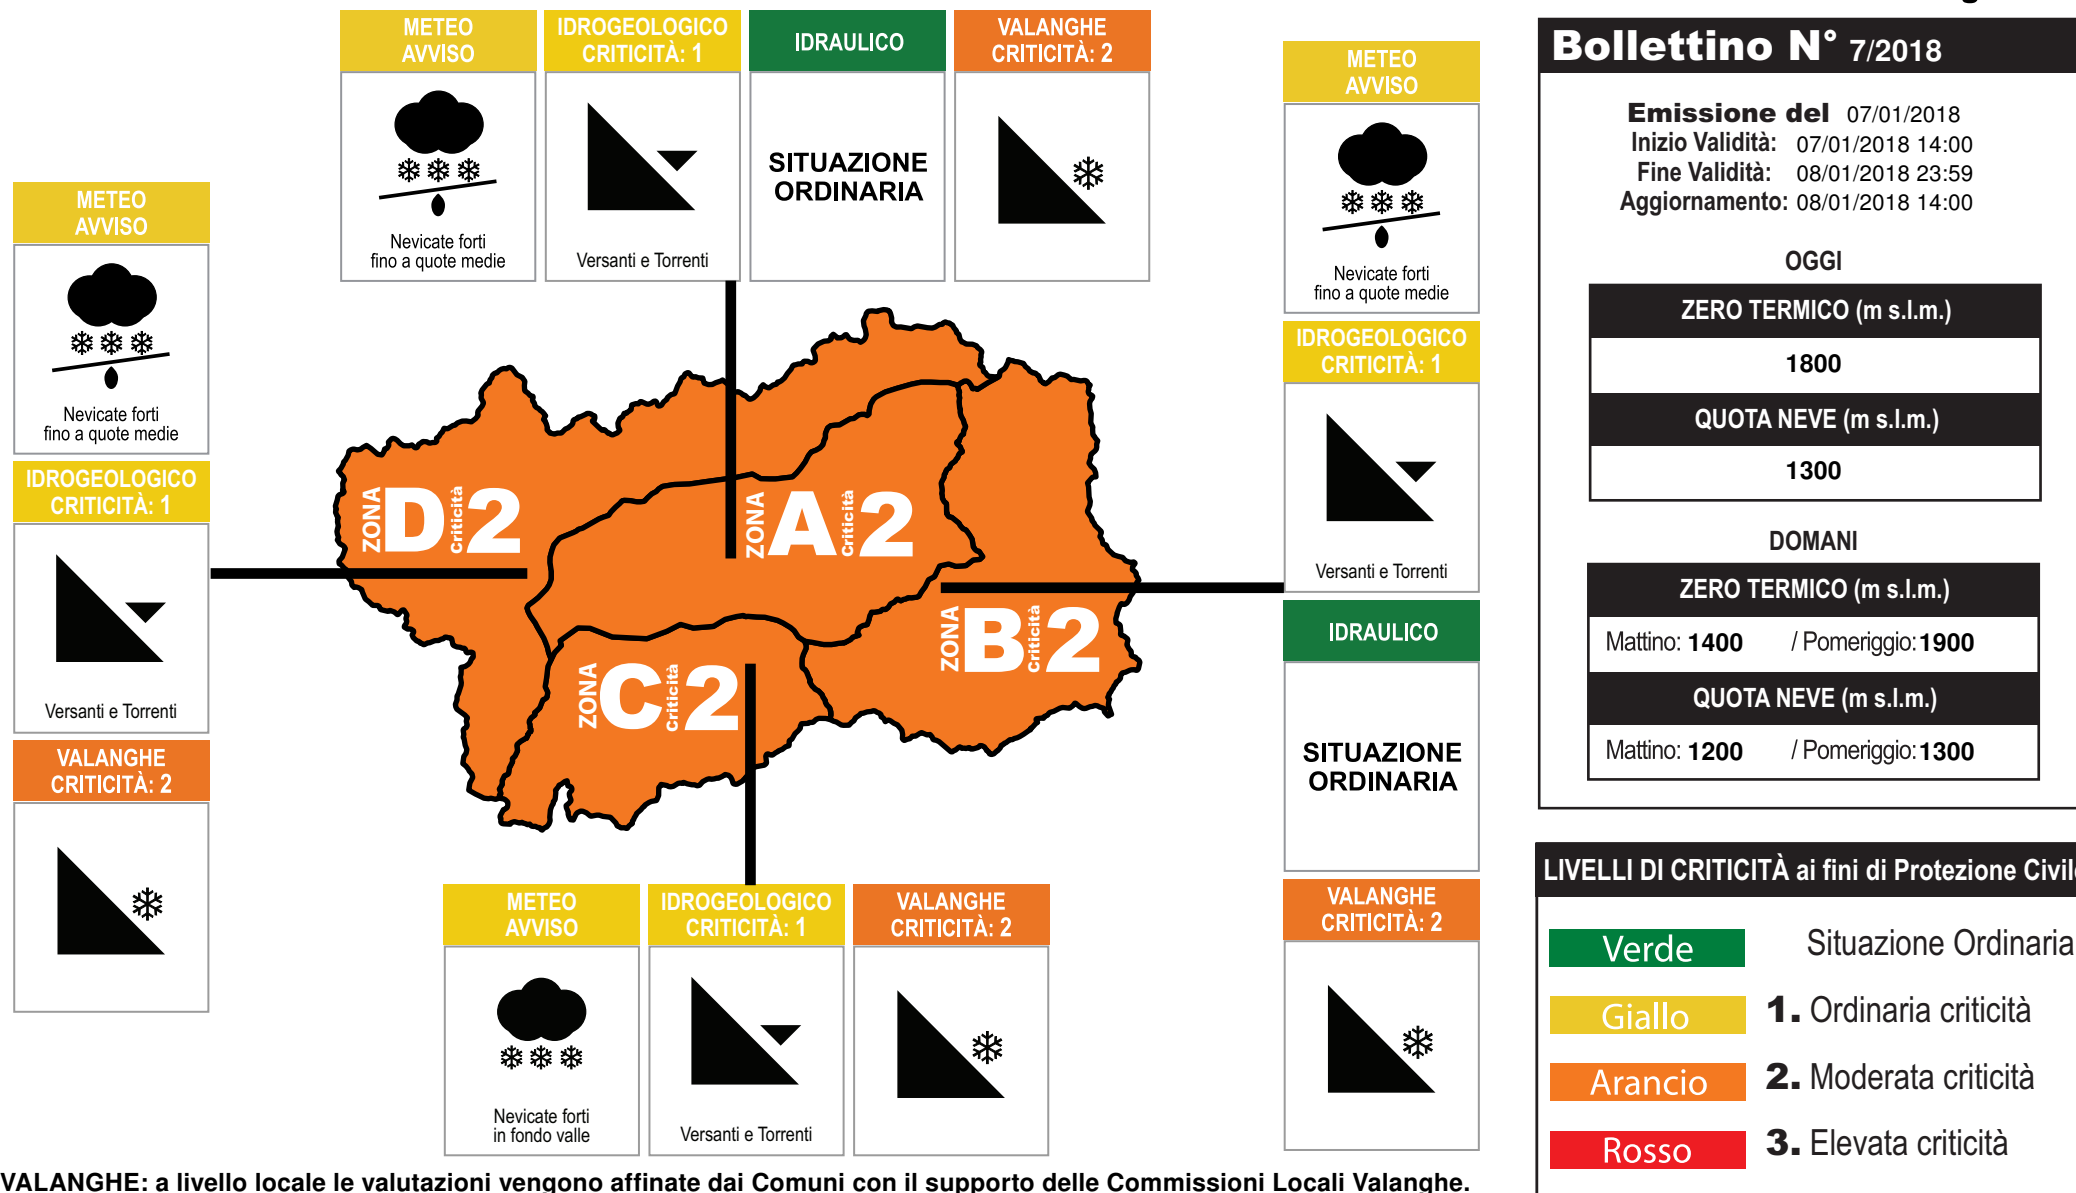 METEO
AVVISO
Nevicate forti
fino a quote medie
IDROGEOLOGICO
CRITICITÀ: 1
Versanti e Torrenti
IDRAULICO
SITUAZIONE
ORDINARIA
VALANGHE
CRITICITÀ: 2
METEO
AVVISO
Nevicate forti
fino a quote medie
IDROGEOLOGICO
CRITICITÀ: 1
Versanti e Torrenti
VALANGHE
CRITICITÀ: 2
ZONA D Criticità 2
ZONA A Criticità 2
ZONA B Criticità 2
ZONA C Criticità 2
METEO
AVVISO
Nevicate forti
fino a quote medie
IDROGEOLOGICO
CRITICITÀ: 1
Versanti e Torrenti
IDRAULICO
SITUAZIONE
ORDINARIA
VALANGHE
CRITICITÀ: 2
METEO
AVVISO
Nevicate forti
in fondo valle
IDROGEOLOGICO
CRITICITÀ: 1
Versanti e Torrenti
VALANGHE
CRITICITÀ: 2
Bollettino N° 7/2018
Emissione del 07/01/2018
Inizio Validità: 07/01/2018 14:00
Fine Validità: 08/01/2018 23:59
Aggiornamento: 08/01/2018 14:00
OGGI
ZERO TERMICO (m s.l.m.)
1800
QUOTA NEVE (m s.l.m.)
1300
DOMANI
ZERO TERMICO (m s.l.m.)
Mattino: 1400 / Pomeriggio: 1900
QUOTA NEVE (m s.l.m.)
Mattino: 1200 / Pomeriggio: 1300
LIVELLI DI CRITICITÀ ai fini di Protezione Civile
Verde Situazione Ordinaria
Giallo 1. Ordinaria criticità
Arancio 2. Moderata criticità
Rosso 3. Elevata criticità
VALANGHE: a livello locale le valutazioni vengono affinate dai Comuni con il supporto delle Commissioni Locali Valanghe.